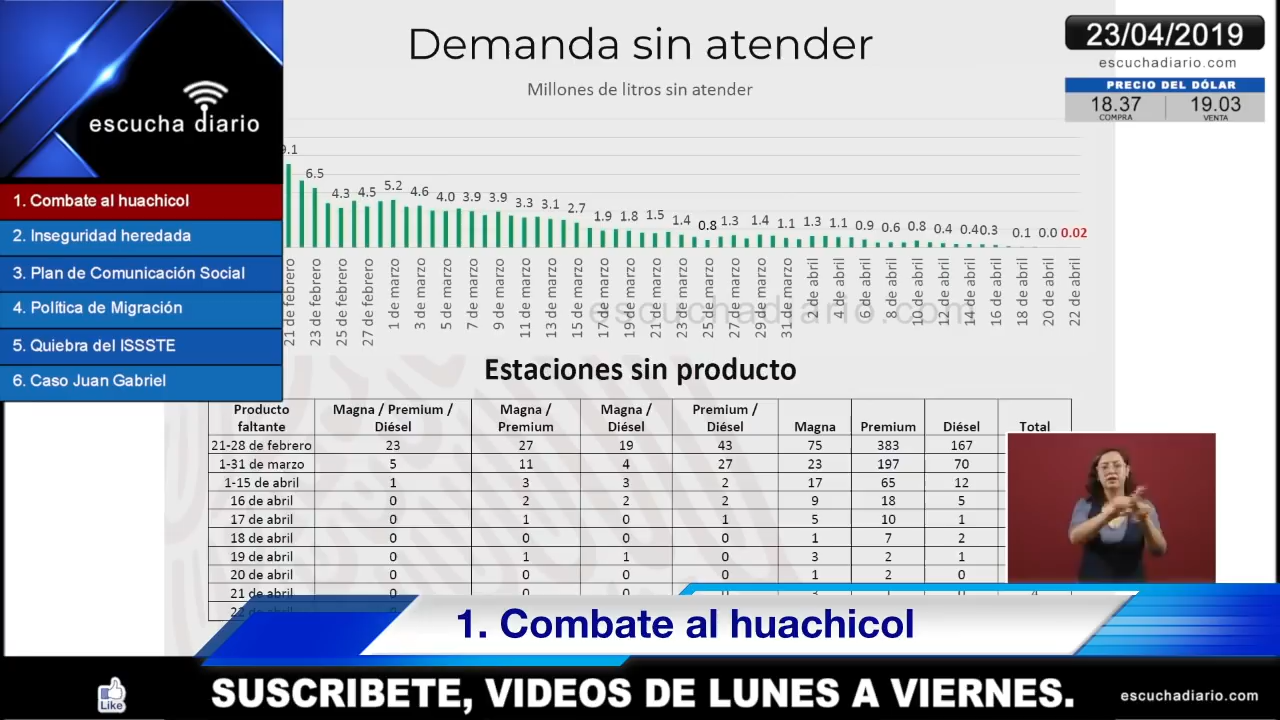 Demanda sin atender
Millones de litros sin atender
23/04/2019
escuchadiario.com
PRECIO DEL DÓLAR
18.37 19.03
COMPRA VENTA
escucha diario
1. Combate al huachicol
2. Inseguridad heredada
3. Plan de Comunicación Social
4. Política de Migración
5. Quiebra del ISSSTE
6. Caso Juan Gabriel
9.1 6.5 4.3 4.5 5.2 4.6 4.0 3.9 3.9 3.3 3.1 2.7 1.9 1.8 1.5 1.4 0.8 1.3 1.4 1.1 1.3 1.1 0.9 0.6 0.8 0.4 0.4 0.3 0.1 0.0 0.02
21 de febrero
23 de febrero
25 de febrero
27 de febrero
1 de marzo
3 de marzo
5 de marzo
7 de marzo
9 de marzo
11 de marzo
13 de marzo
15 de marzo
17 de marzo
19 de marzo
21 de marzo
23 de marzo
25 de marzo
27 de marzo
29 de marzo
31 de marzo
2 de abril
4 de abril
6 de abril
8 de abril
10 de abril
12 de abril
14 de abril
16 de abril
18 de abril
20 de abril
22 de abril
escuchadiario.com
Estaciones sin producto
Producto faltante Magna / Premium / Diésel Magna / Premium Magna / Diésel Premium / Diésel Magna Premium Diésel Total
21-28 de febrero 23 27 19 43 75 383 167
1-31 de marzo 5 11 4 27 23 197 70
1-15 de abril 1 3 3 2 17 65 12
16 de abril 0 2 2 2 9 18 5
17 de abril 0 1 0 1 5 10 1
18 de abril 0 0 0 0 1 7 2
19 de abril 0 1 1 0 3 2 1
20 de abril 0 0 0 0 1 2 0
21 de abril 0 0 0
22 de abril
1. Combate al huachicol
Like
SUSCRIBETE, VIDEOS DE LUNES A VIERNES.
escuchadiario.com